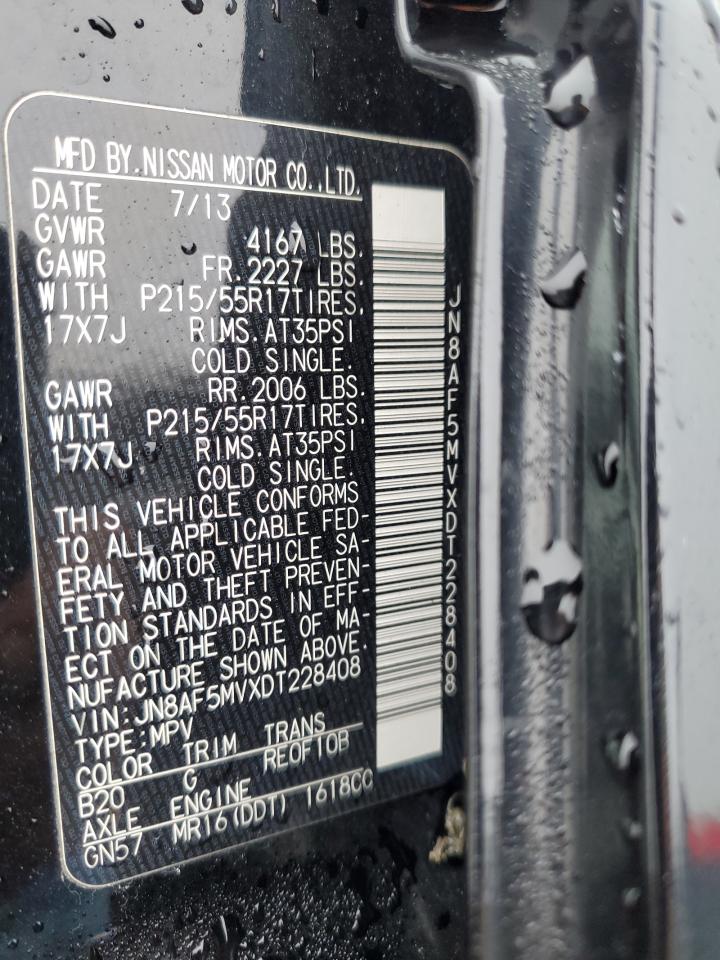 MFD BY.NISSAN MOTOR CO.,LTD.
DATE 7/13
GVWR 4167 LBS.
GAWR FR.2227 LBS.
WITH P215/55R17TIRES.
17X7J RIMS.AT35PSI
COLD SINGLE.
GAWR RR.2006 LBS.
WITH P215/55R17TIRES.
17X7J RIMS.AT35PSI
COLD SINGLE.
THIS VEHICLE CONFORMS
TO ALL APPLICABLE FED-
ERAL MOTOR VEHICLE SA-
FETY AND THEFT PREVEN-
TION STANDARDS IN EFF-
ECT ON THE DATE OF MA-
NUFACTURE SHOWN ABOVE.
VIN:JN8AF5MVXDT228408
TYPE:MPV
COLOR TRIM TRANS
B20 G RE0F10B
AXLE ENGINE
GN57 MR16(DDT) 1618CC
JN8AF5MVXDT228408